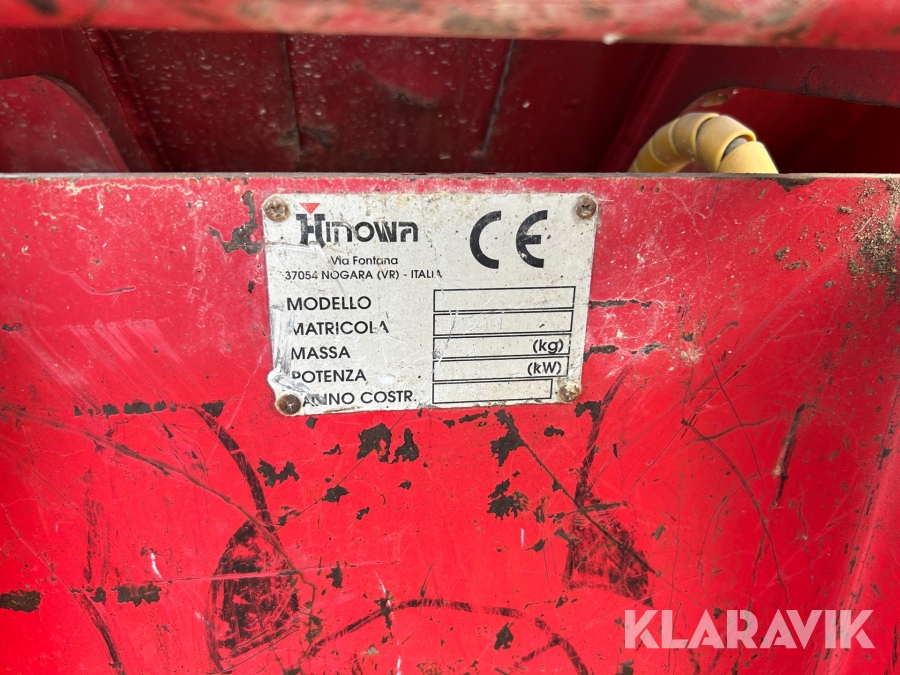 Hinowa
CE
Via Fontana
37054 NOGARA (VR) - ITALIA
MODELLO
MATRICOLA
MASSA (kg)
POTENZA (kW)
ANNO COSTR.
KLARAVIK